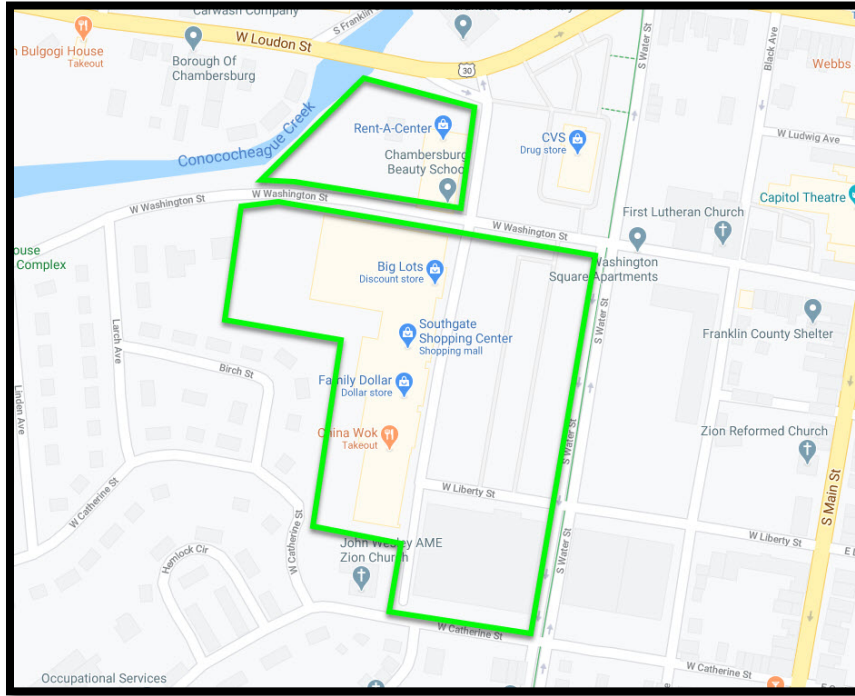 Carwash Company
S Franklin
W Loudon St
n Bulgogi House
Takeout
Borough Of
Chambersburg
30
S Water St
Black Ave
Webbs
Rent-A-Center
CVS
Drug store
W Ludwig Ave
Conococheague Creek
Chambersburg
Beauty School
Capitol Theatre
W Washington St
W Washington St
W Washington St
First Lutheran Church
ouse
Complex
Washington
Square Apartments
Big Lots
Discount store
S Water St
Larch Ave
Southgate
Shopping Center
Shopping mall
Franklin County Shelter
Birch St
Linden Ave
Family Dollar
Dollar store
China Wok
Takeout
Zion Reformed Church
S Water St
S Main St
W Liberty St
W Catherine St
W Liberty St
John Wesley AME
Zion Church
Hemlock Cir
W Catherine St
S Water St
W Catherine St
W Catherine St
Occupational Services